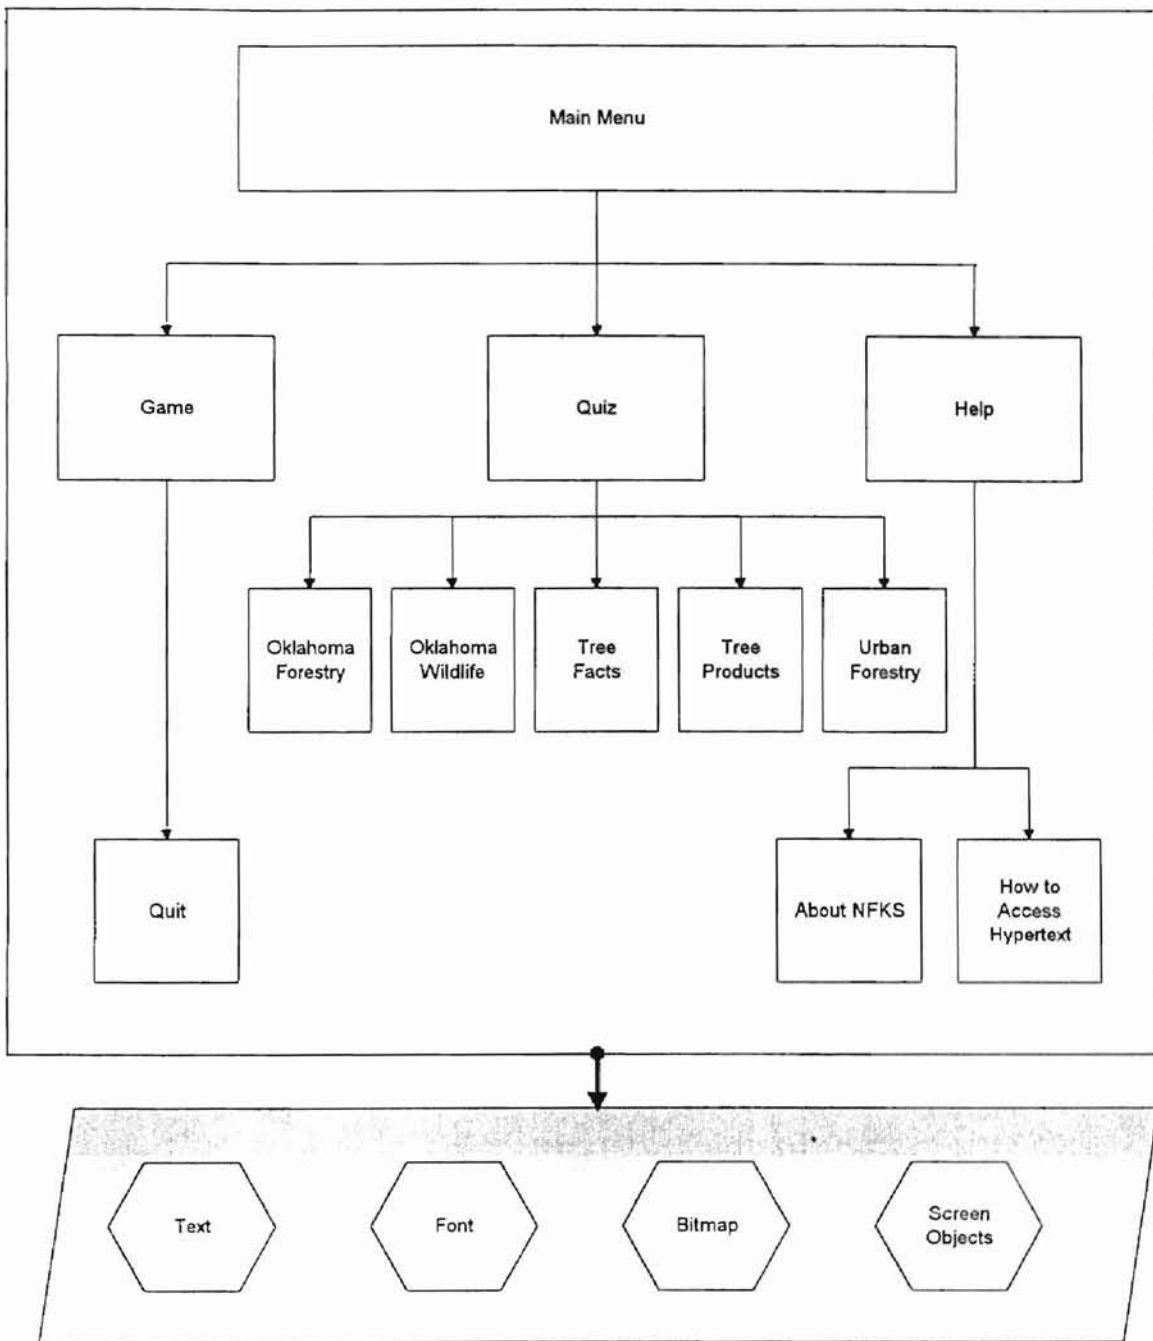 Main Menu
Game
Quiz
Help
Oklahoma
Forestry
Oklahoma
Wildlife
Tree
Facts
Tree
Products
Urban
Forestry
Quit
About NFKS
How to
Access
Hypertext
Text
Font
Bitmap
Screen
Objects